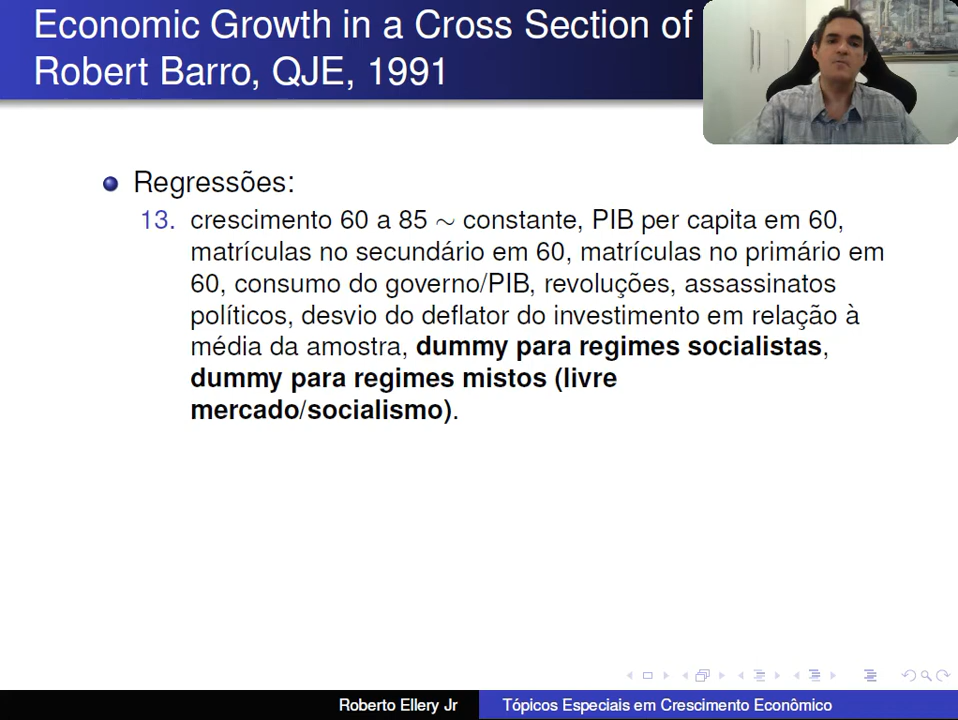 Economic Growth in a Cross Section of
Robert Barro, QJE, 1991
Regressões:
13. crescimento 60 a 85 ∼ constante, PIB per capita em 60,
matrículas no secundário em 60, matrículas no primário em
60, consumo do governo/PIB, revoluções, assassinatos
políticos, desvio do deflator do investimento em relação à
média da amostra, dummy para regimes socialistas,
dummy para regimes mistos (livre
mercado/socialismo).
Roberto Ellery Jr
Tópicos Especiais em Crescimento Econômico